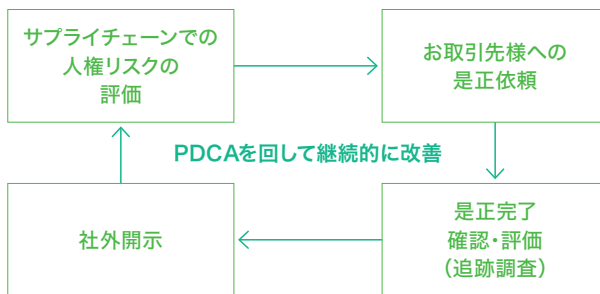 サプライチェーンでの
人権リスクの
評価
お取引先様への
是正依頼
PDCAを回して継続的に改善
社外開示
是正完了
確認・評価
（追跡調査）